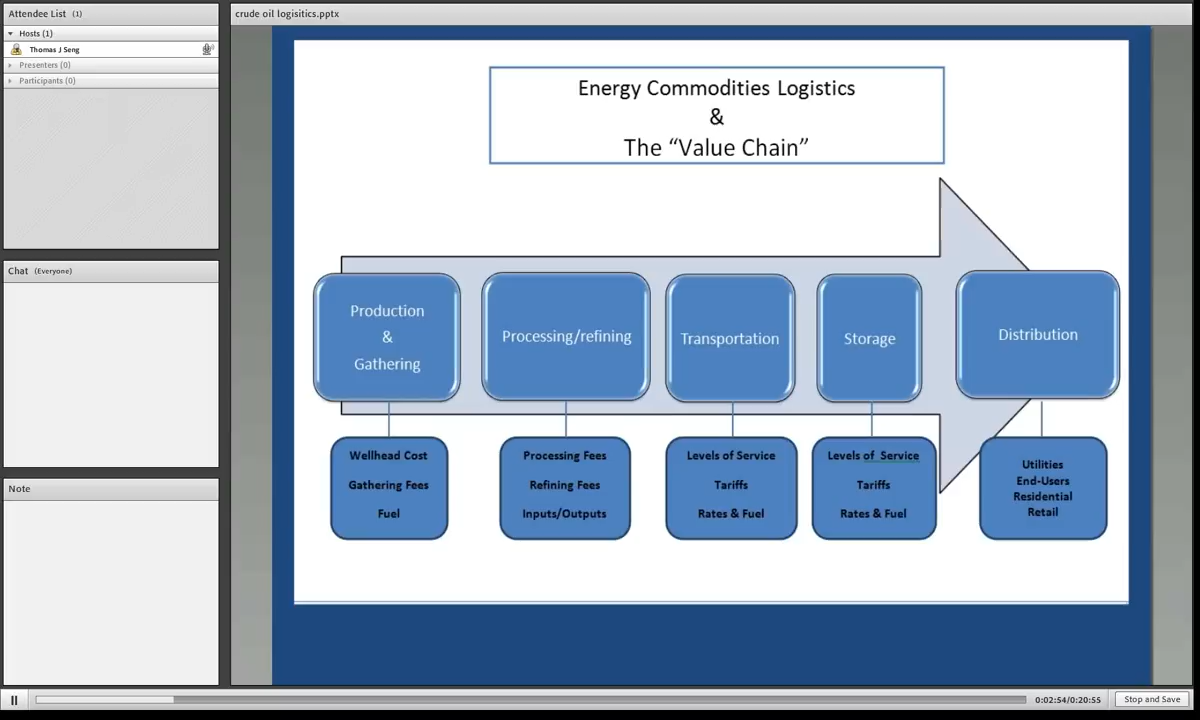 Attendee List (1)
Hosts (1)
Thomas J Seng
Presenters (0)
Participants (0)
Chat (Everyone)
Note
crude oil logisitics.pptx
Energy Commodities Logistics
&
The “Value Chain”
Production
&
Gathering
Processing/refining
Transportation
Storage
Distribution
Wellhead Cost
Gathering Fees
Fuel
Processing Fees
Refining Fees
Inputs/Outputs
Levels of Service
Tariffs
Rates & Fuel
Levels of Service
Tariffs
Rates & Fuel
Utilities
End-Users
Residential
Retail
0:02:54/0:20:55
Stop and Save